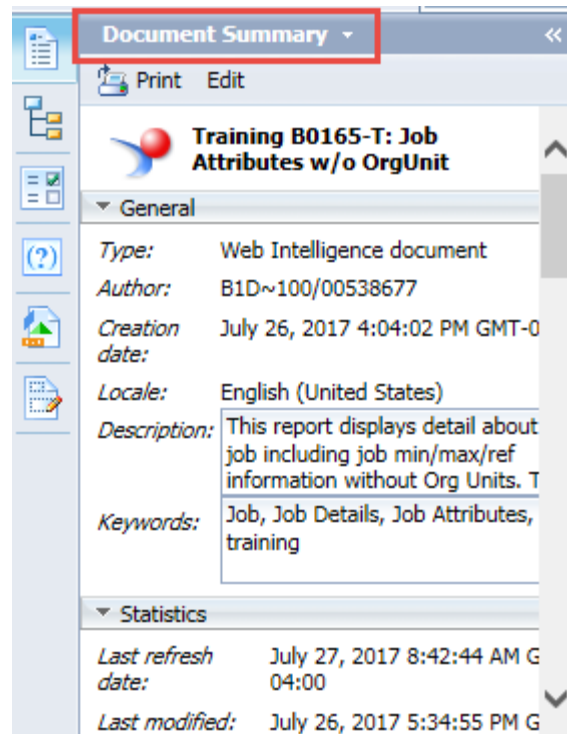 Document Summary
Print Edit
Training B0165-T: Job
Attributes w/o OrgUnit
General
Type: Web Intelligence document
Author: B1D~100/00538677
Creation July 26, 2017 4:04:02 PM GMT-0
date:
Locale: English (United States)
Description: This report displays detail about
job including job min/max/ref
information without Org Units. T
Keywords: Job, Job Details, Job Attributes,
training
Statistics
Last refresh July 27, 2017 8:42:44 AM G
date: 04:00
Last modified: July 26, 2017 5:34:55 PM G